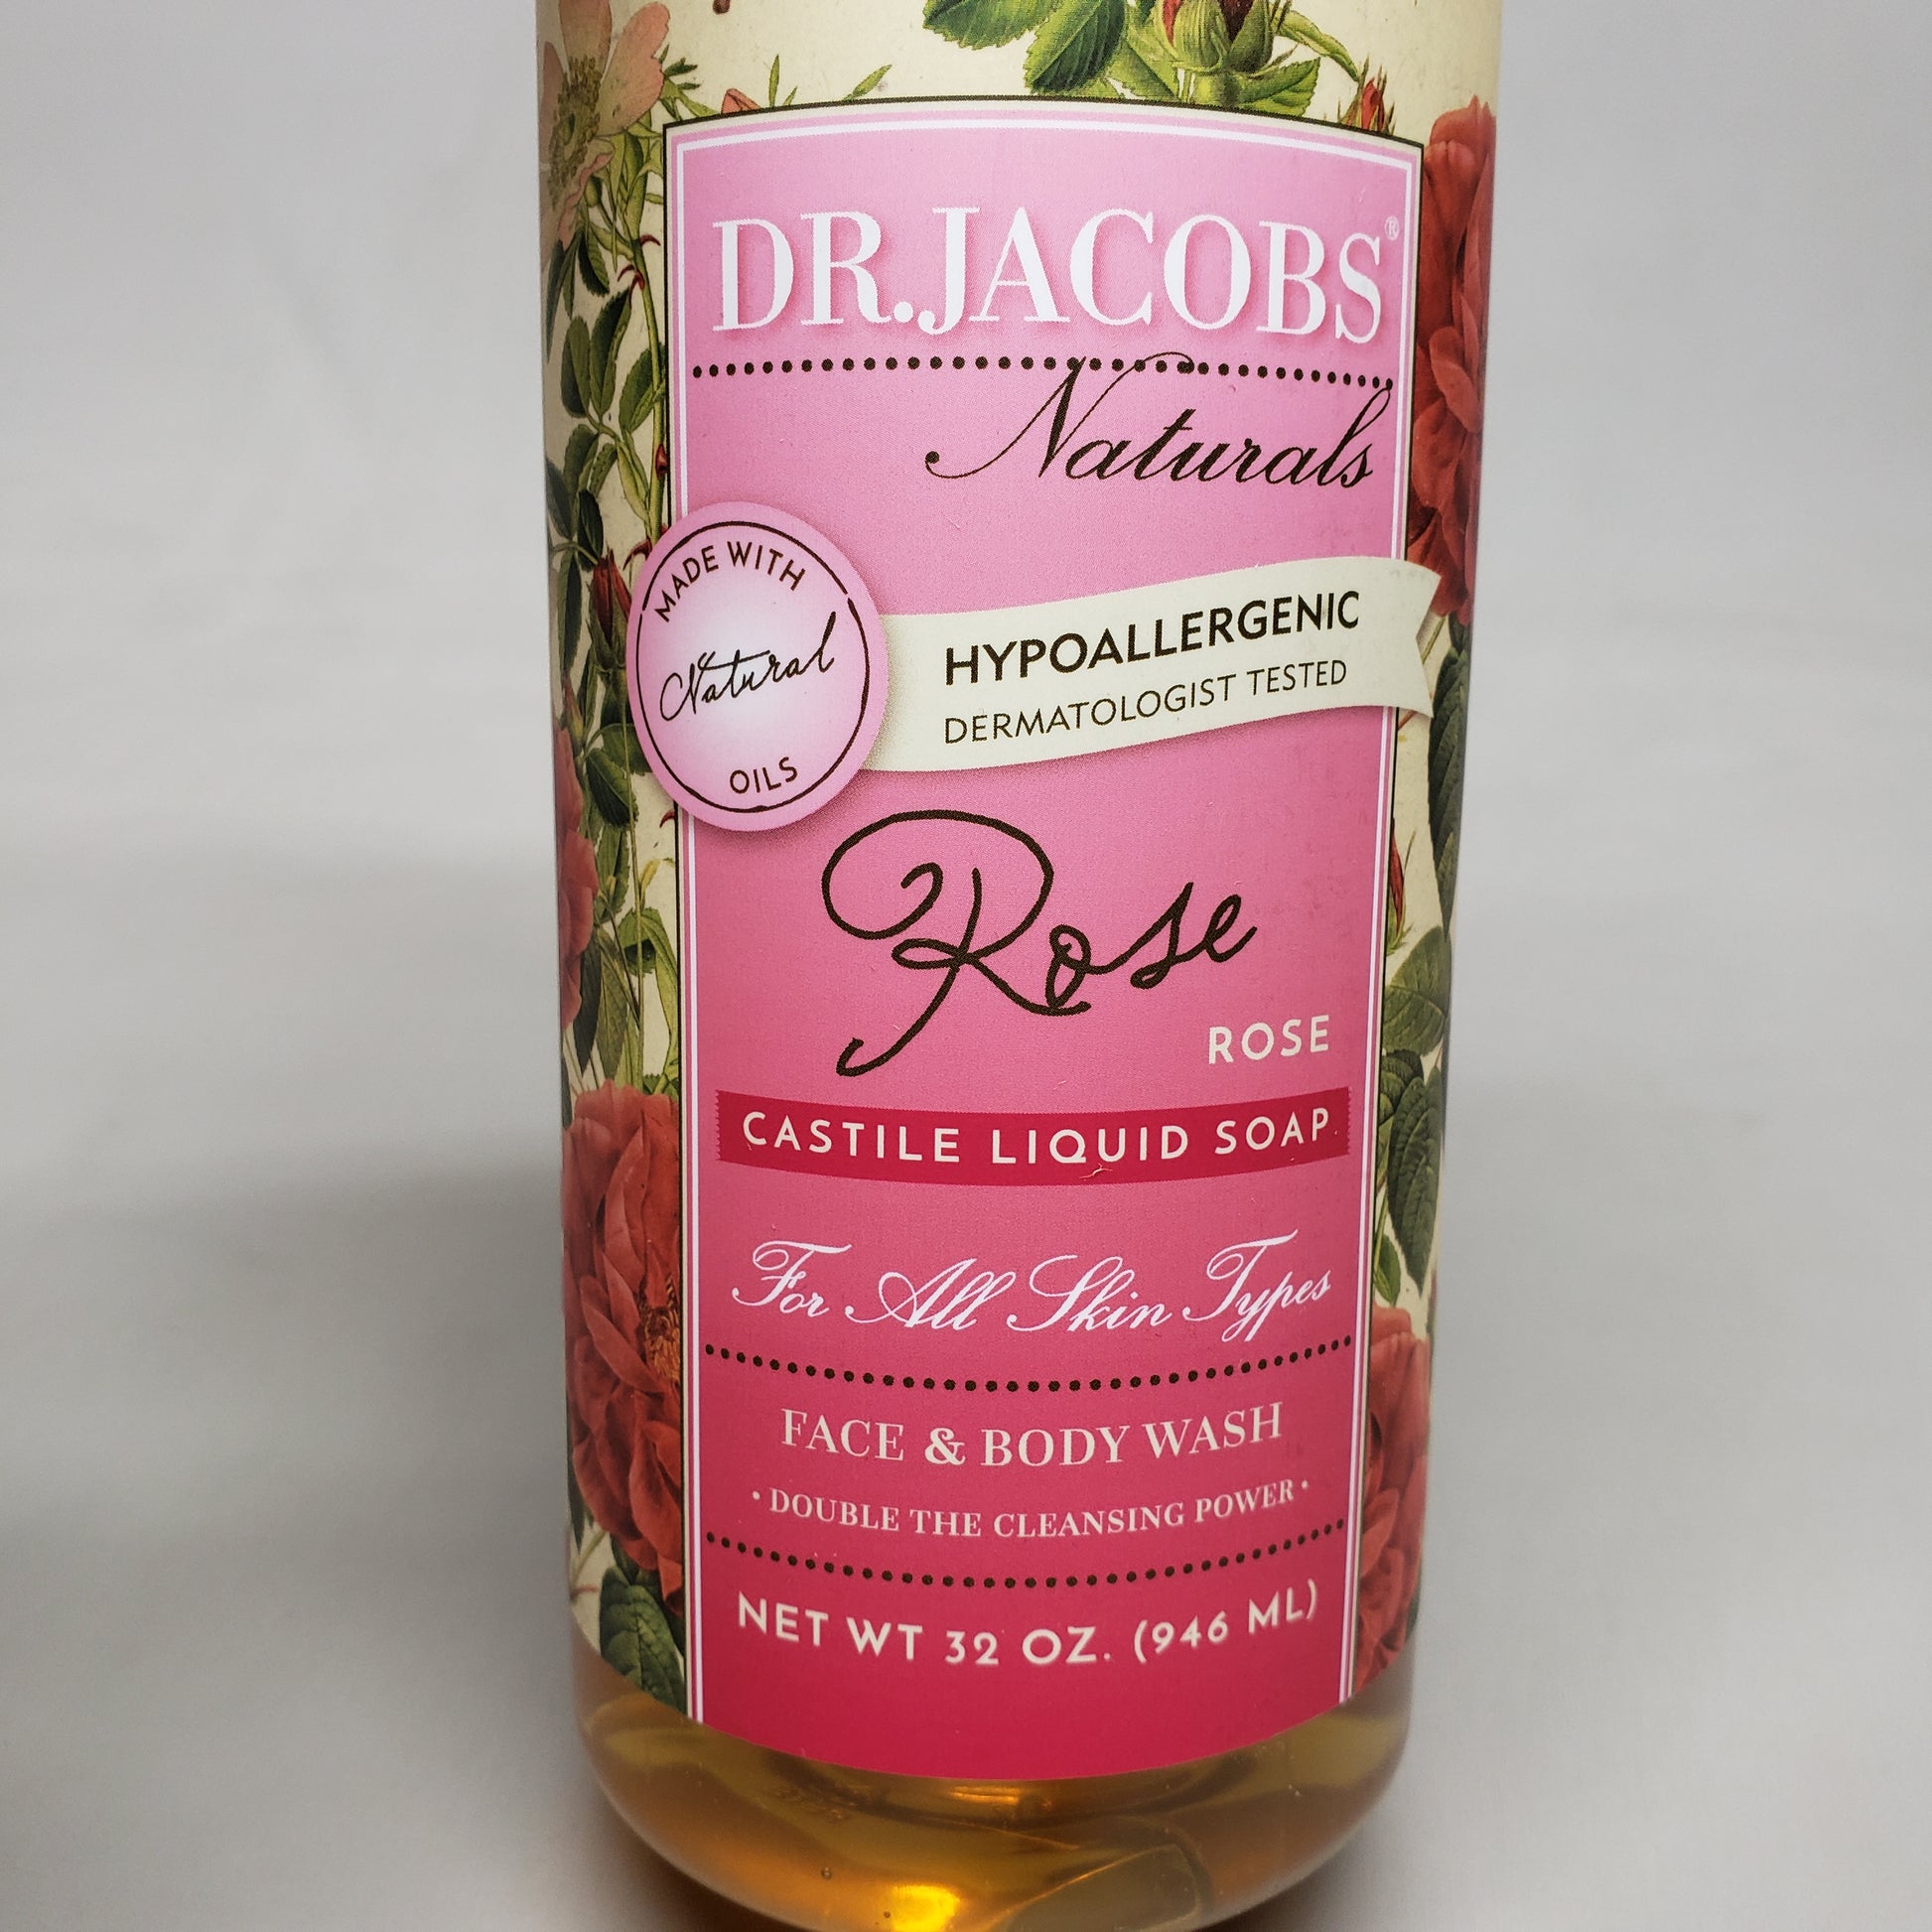 DR.JACOBS®
Naturals
MADE WITH
Natural
OILS
HYPOALLERGENIC
DERMATOLOGIST TESTED
Rose
ROSE
CASTILE LIQUID SOAP
For All Skin Types
FACE & BODY WASH
• DOUBLE THE CLEANSING POWER •
NET WT 32 OZ. (946 ML)